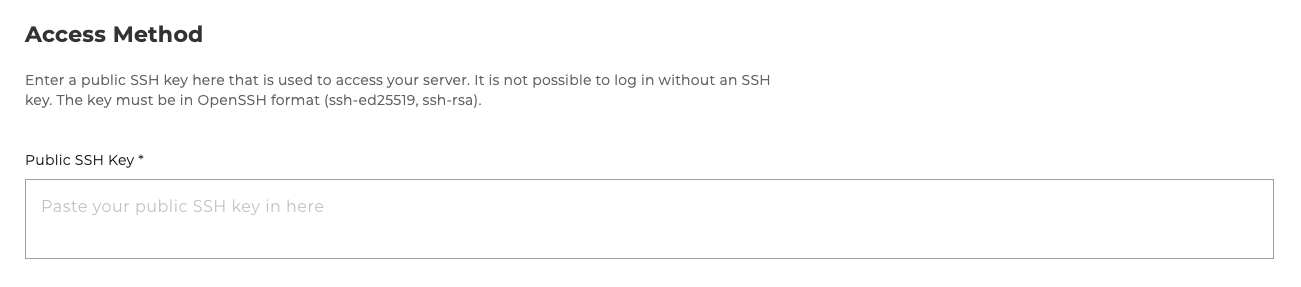 Access Method
Enter a public SSH key here that is used to access your server. It is not possible to log in without an SSH
key. The key must be in OpenSSH format (ssh-ed25519, ssh-rsa).
Public SSH Key *
Paste your public SSH key in here